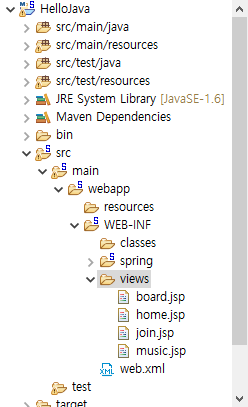 HelloJava
src/main/java
src/main/resources
src/test/java
src/test/resources
JRE System Library [JavaSE-1.6]
Maven Dependencies
bin
src
main
webapp
resources
WEB-INF
classes
spring
views
board.jsp
home.jsp
join.jsp
music.jsp
web.xml
test
target